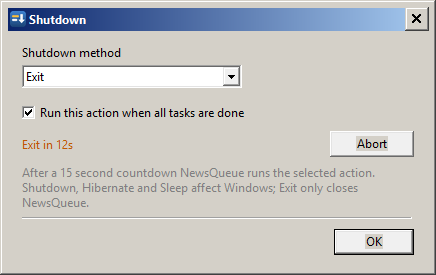 Shutdown
Shutdown method
Exit
Run this action when all tasks are done
Exit in 12s
Abort
After a 15 second countdown NewsQueue runs the selected action.
Shutdown, Hibernate and Sleep affect Windows; Exit only closes
NewsQueue.
OK